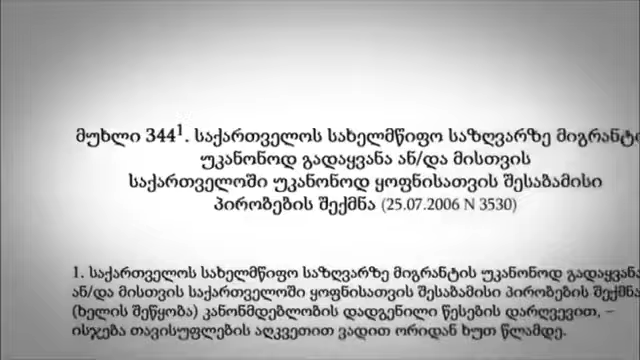 მუხლი 344¹. საქართველოს სახელმწიფო საზღვარზე
უკანონოდ გადაყვანა ან/და მისთვის
საქართველოში უკანონოდ ყოფნისათვის შესაბამისი
პირობების შექმნა (25.07.2006 N 3530)
1. საქართველოს სახელმწიფო საზღვარზე მიგრანტის უკანონოდ გადაყვანა
ან/და მისთვის საქართველოში ყოფნისათვის შესაბამისი პირობების შექმნა
(ხელის შეწყობა) კანონმდებლობის დადგენილი წესების დარღვევით, –
ისჯება თავისუფლების აღკვეთით ვადით ორიდან ხუთ წლამდე.